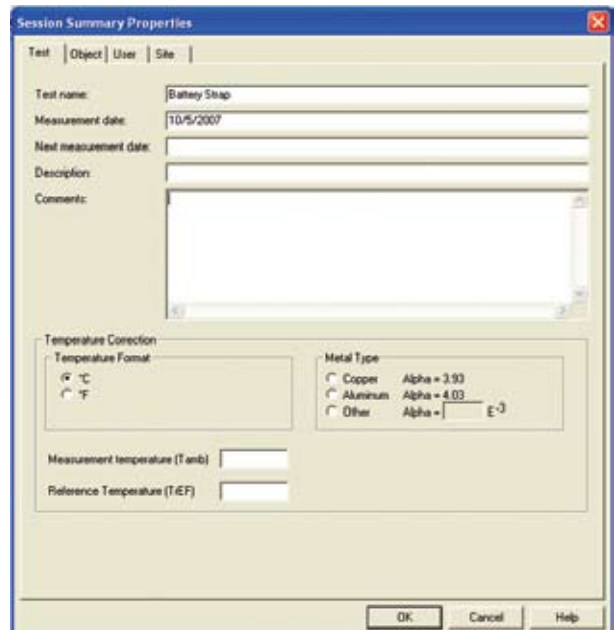 Session Summary Properties
Test Object User Site
Test name: Battery Strap
Measurement date: 10/5/2007
Next measurement date:
Description:
Comments:
Temperature Correction
Temperature Format
°C
°F
Metal Type
Copper Alpha = 3.93
Aluminum Alpha = 4.03
Other Alpha = E-3
Measurement temperature (Tamb)
Reference Temperature (TrEF)
OK Cancel Help